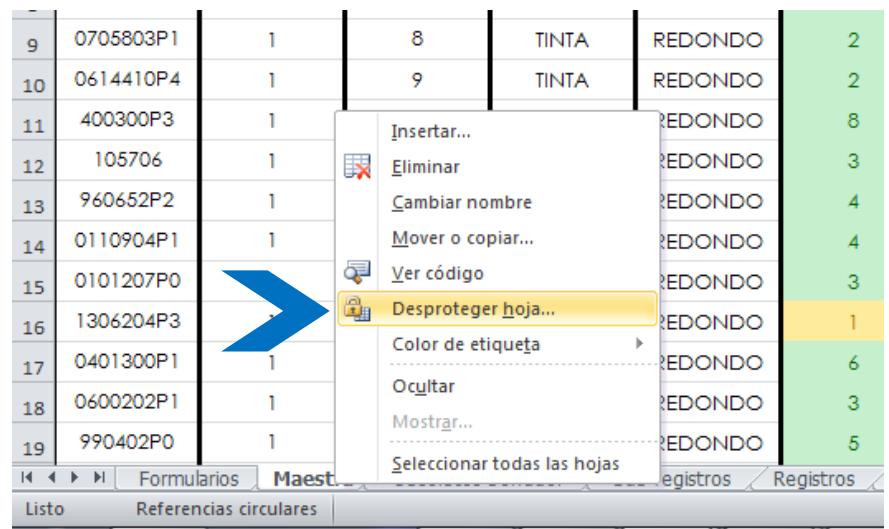 9 0705803P1 1 8 TINTA REDONDO 2
10 0614410P4 1 9 TINTA REDONDO 2
11 400300P3 1 REDONDO 8
12 105706 1 REDONDO 3
13 960652P2 1 REDONDO 4
14 0110904P1 1 REDONDO 4
15 0101207P0 REDONDO 3
16 1306204P3 REDONDO 1
17 0401300P1 1 REDONDO 6
18 0600202P1 1 REDONDO 3
19 990402P0 1 REDONDO 5
Insertar...
Eliminar
Cambiar nombre
Mover o copiar...
Ver código
Desproteger hoja...
Color de etiqueta
Ocultar
Mostrar...
Seleccionar todas las hojas
Formularios Maest Registros
Listo Referencias circulares